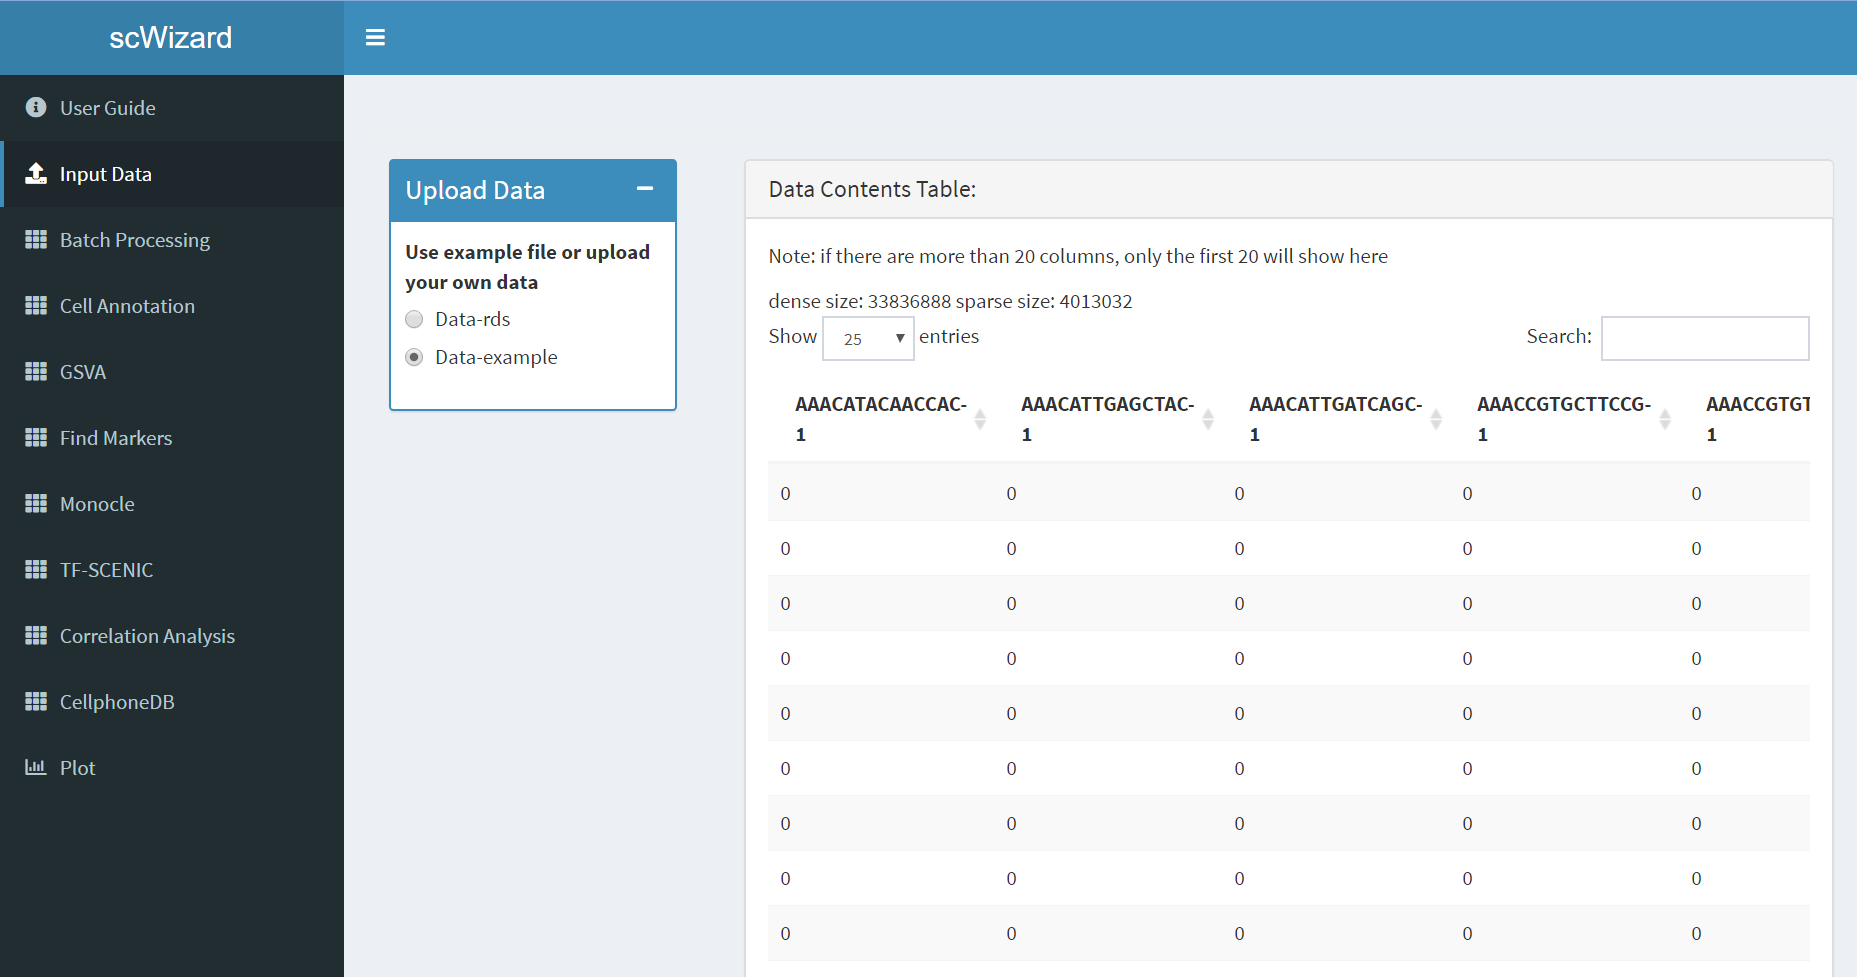 scWizard
User Guide
Input Data
Batch Processing
Cell Annotation
GSVA
Find Markers
Monocle
TF-SCENIC
Correlation Analysis
CellphoneDB
Plot
Upload Data
Use example file or upload
your own data
Data-rds
Data-example
Data Contents Table:
Note: if there are more than 20 columns, only the first 20 will show here
dense size: 33836888 sparse size: 4013032
Show 25 entries Search:
AAACATACAACCAC- AAACATTGAGCTAC- AAACATTGATCAGC- AAACCGTGCTTCCG- AAACCGTGT
1 1 1 1 1
0 0 0 0 0
0 0 0 0 0
0 0 0 0 0
0 0 0 0 0
0 0 0 0 0
0 0 0 0 0
0 0 0 0 0
0 0 0 0 0
0 0 0 0 0